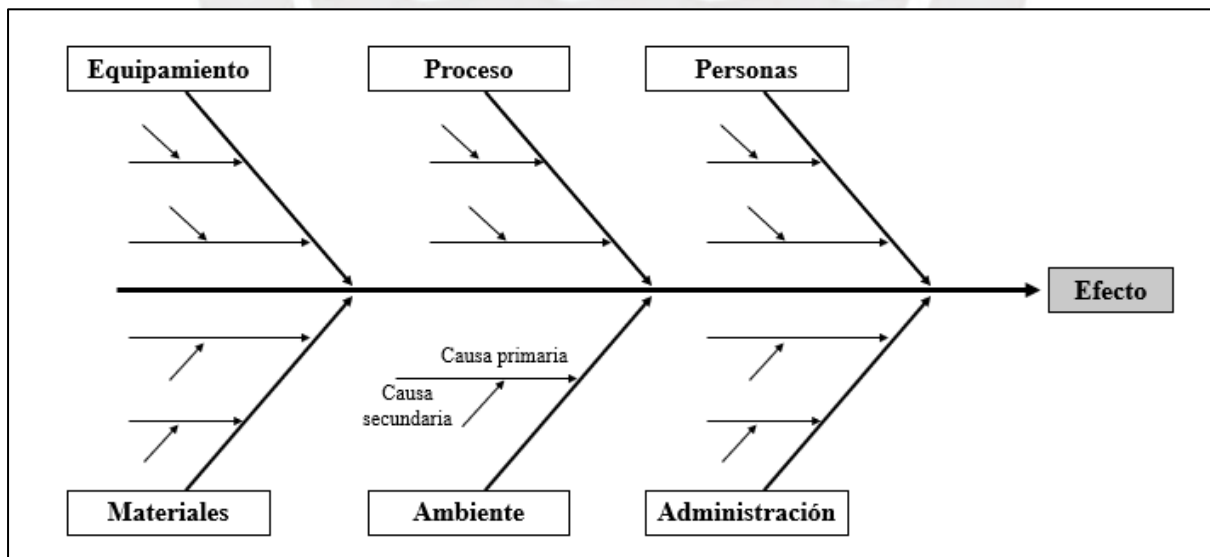 Equipamiento
Proceso
Personas
Efecto
Causa primaria
Causa
secundaria
Materiales
Ambiente
Administración